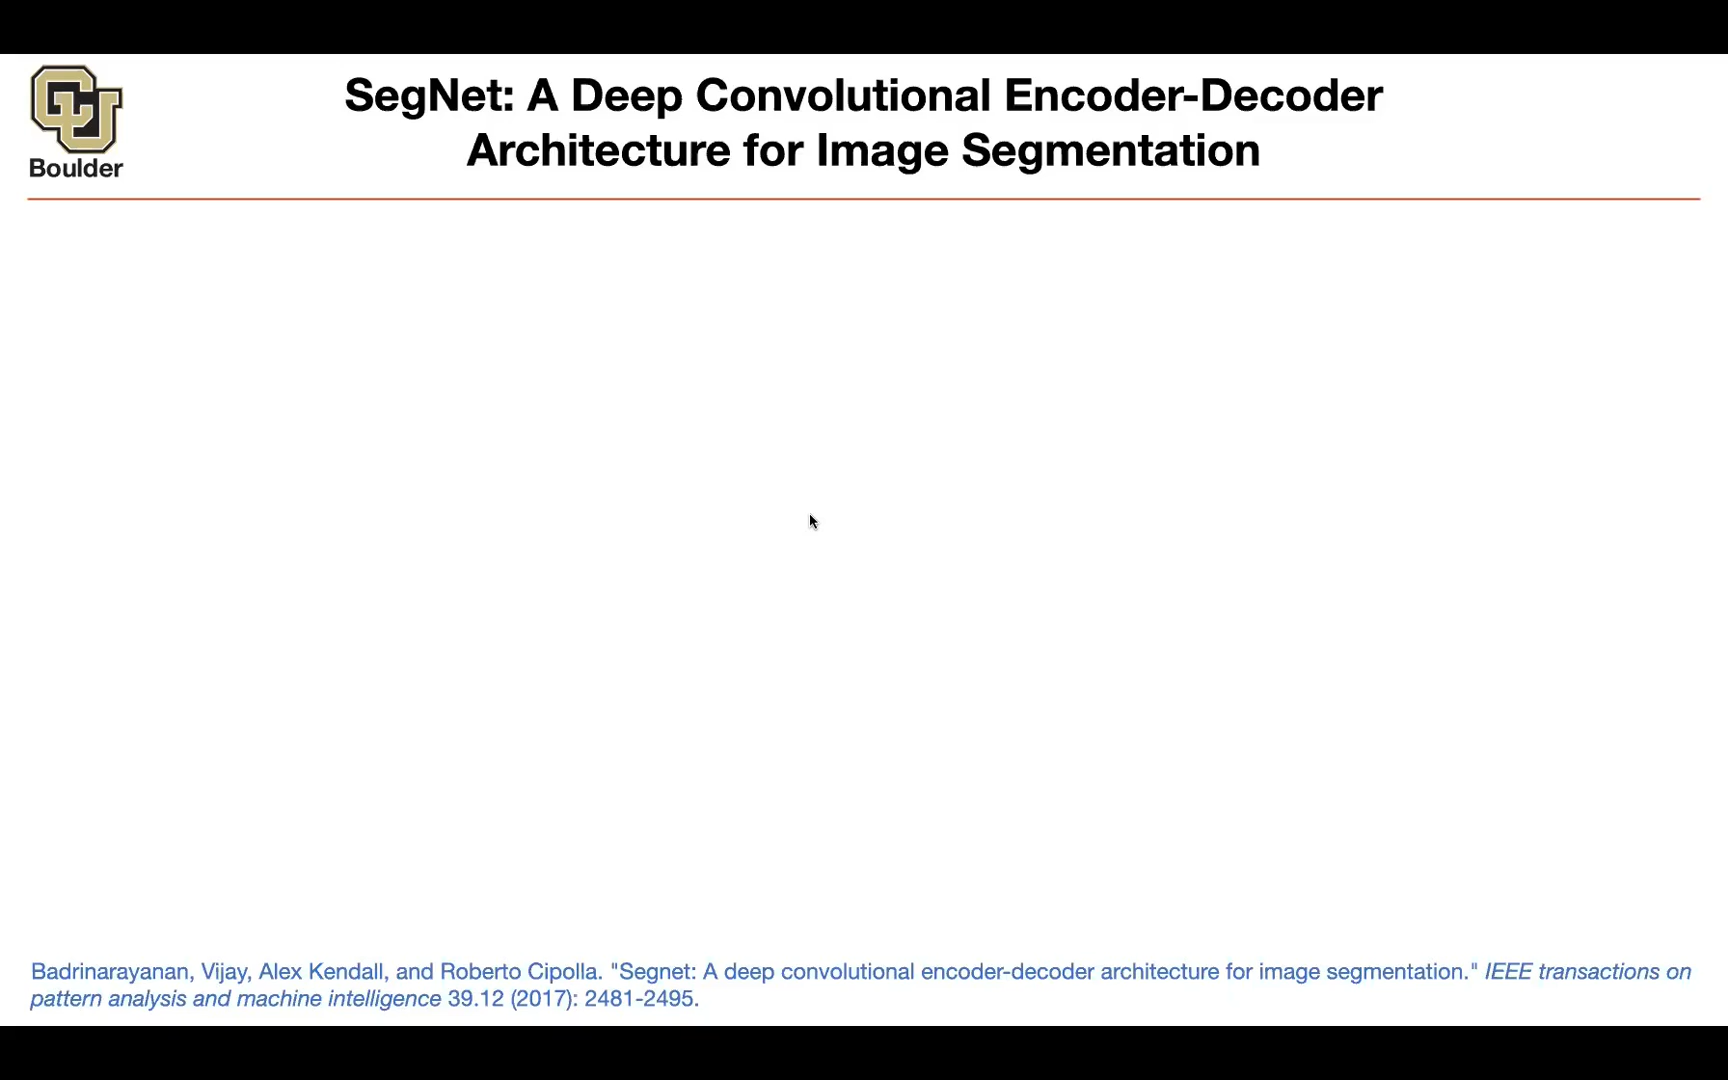 SegNet: A Deep Convolutional Encoder-Decoder
Architecture for Image Segmentation
CU
Boulder
Badrinarayanan, Vijay, Alex Kendall, and Roberto Cipolla. "Segnet: A deep convolutional encoder-decoder architecture for image segmentation." IEEE transactions on
pattern analysis and machine intelligence 39.12 (2017): 2481-2495.